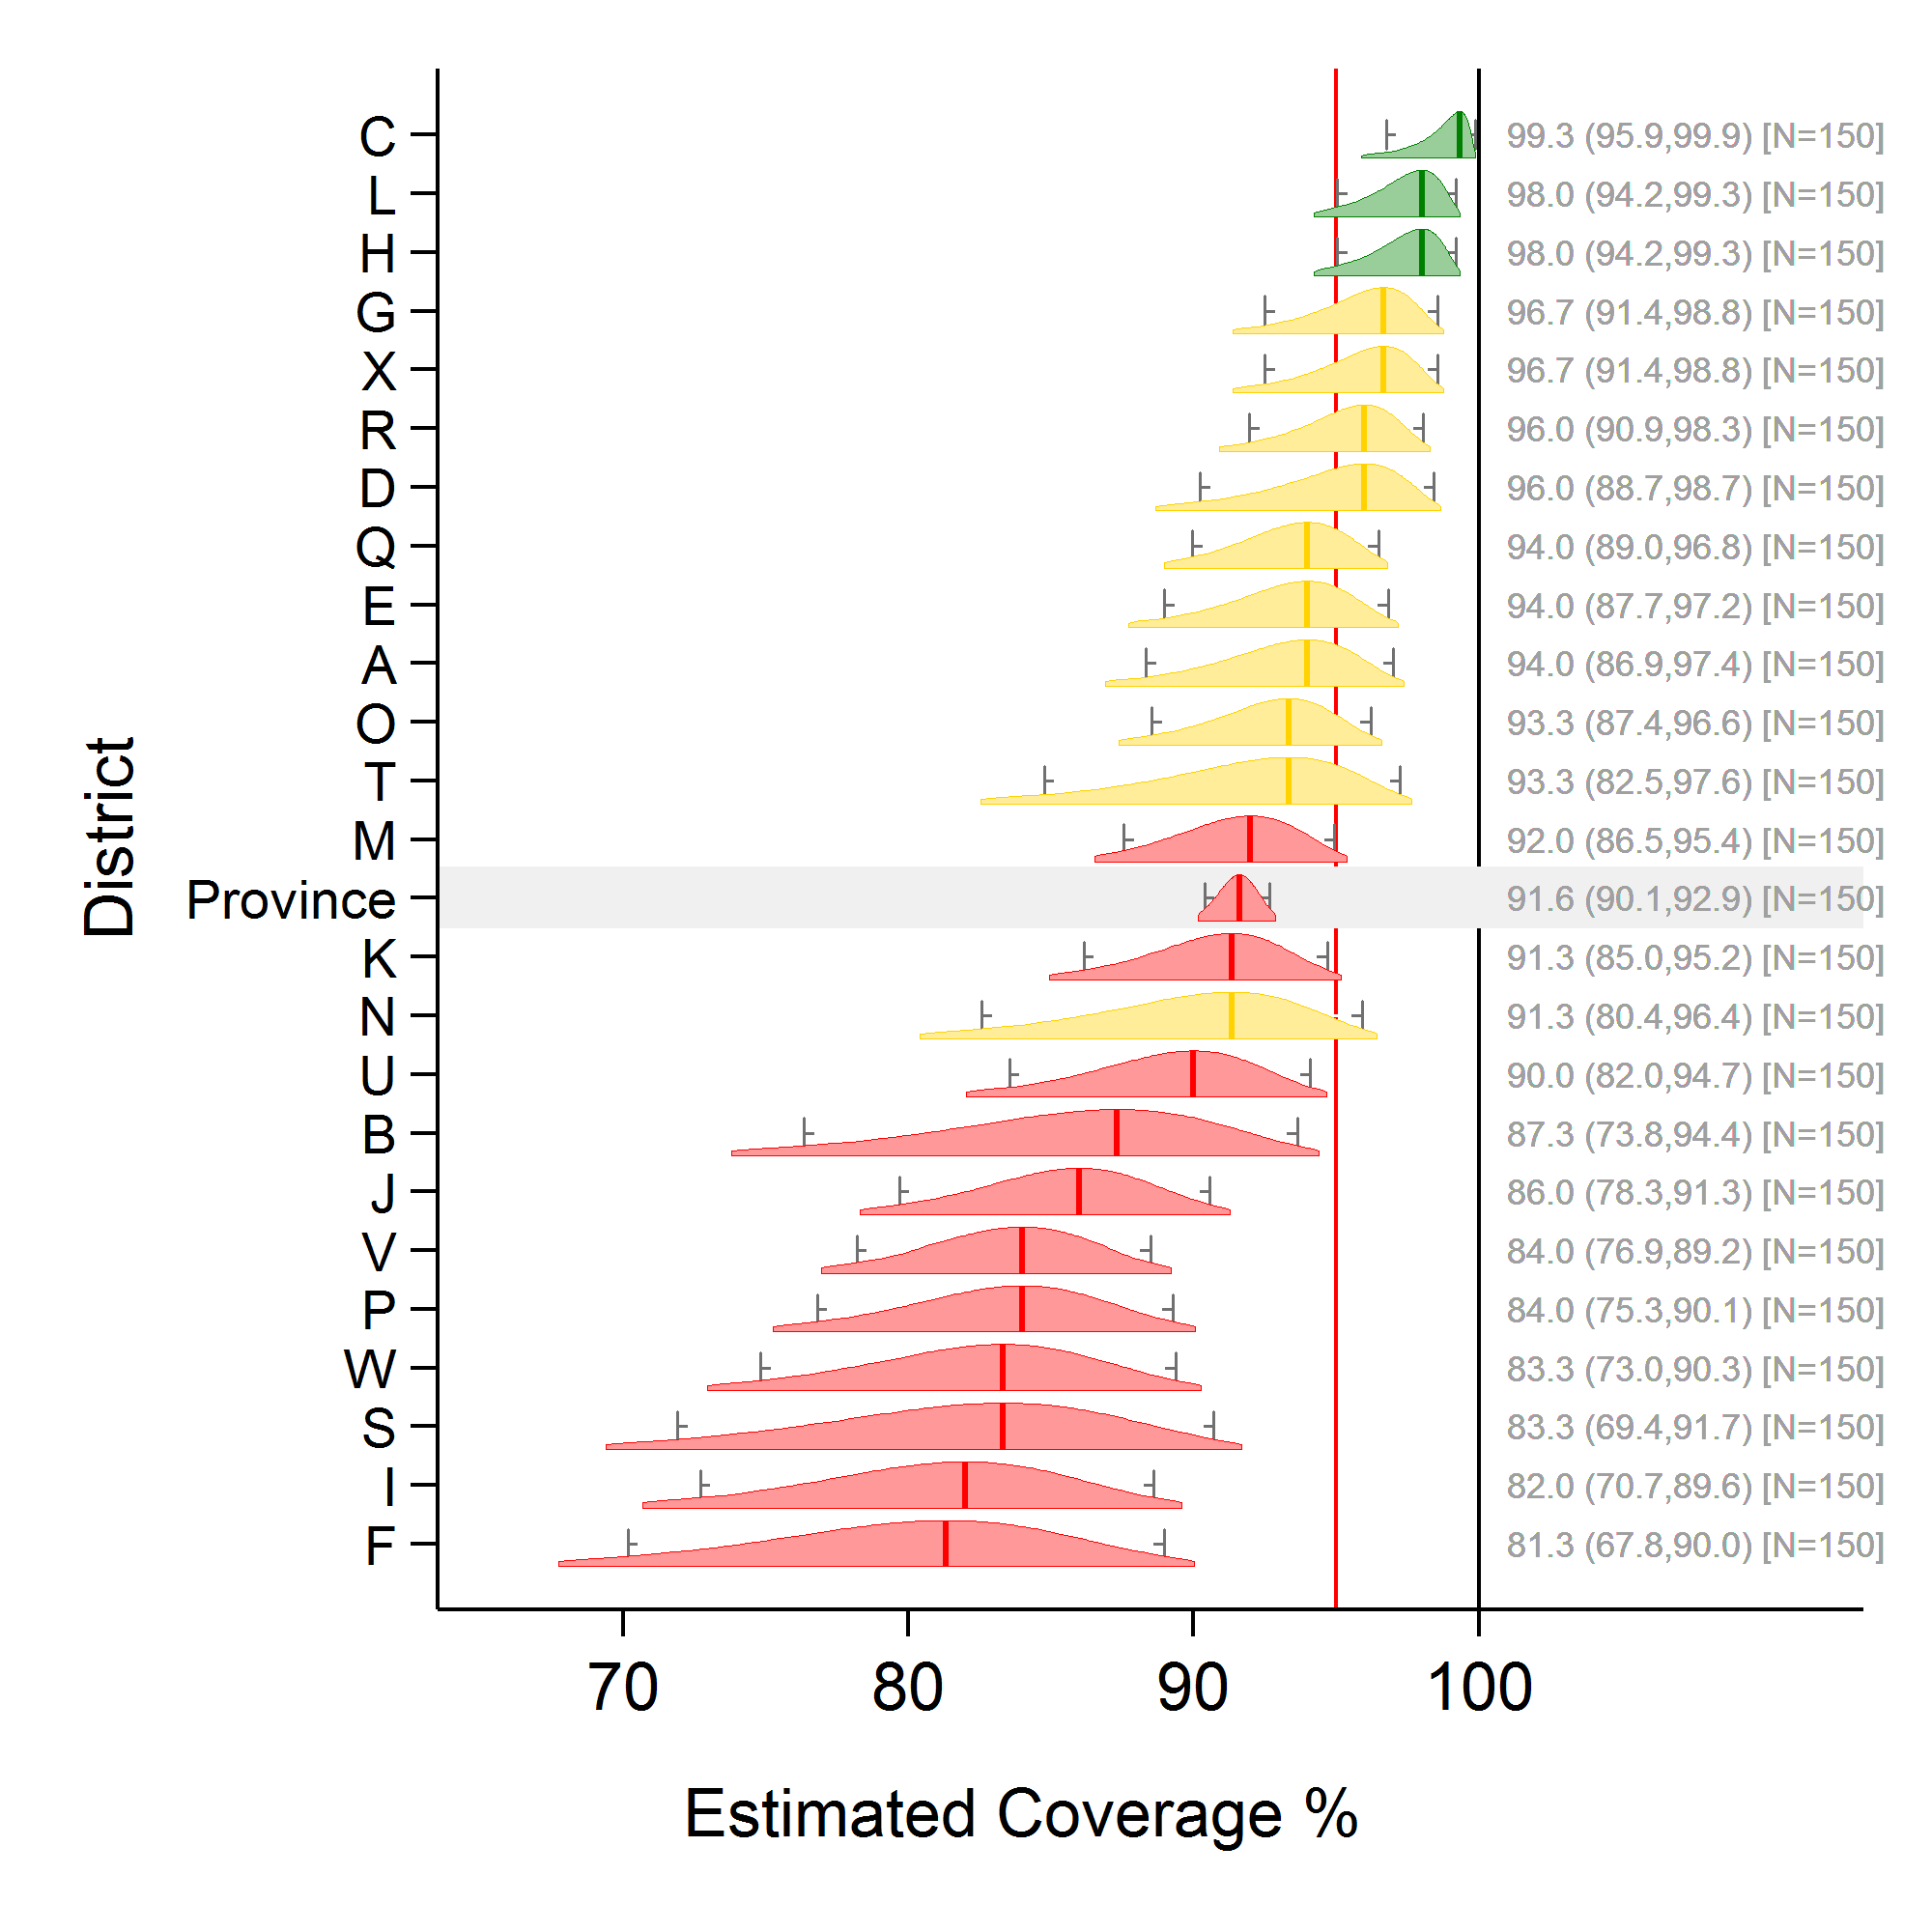 C 99.3 (95.9,99.9) [N=150]
L 98.0 (94.2,99.3) [N=150]
H 98.0 (94.2,99.3) [N=150]
G 96.7 (91.4,98.8) [N=150]
X 96.7 (91.4,98.8) [N=150]
R 96.0 (90.9,98.3) [N=150]
D 96.0 (88.7,98.7) [N=150]
Q 94.0 (89.0,96.8) [N=150]
E 94.0 (87.7,97.2) [N=150]
A 94.0 (86.9,97.4) [N=150]
O 93.3 (87.4,96.6) [N=150]
T 93.3 (82.5,97.6) [N=150]
M 92.0 (86.5,95.4) [N=150]
District
Province 91.6 (90.1,92.9) [N=150]
K 91.3 (85.0,95.2) [N=150]
N 91.3 (80.4,96.4) [N=150]
U 90.0 (82.0,94.7) [N=150]
B 87.3 (73.8,94.4) [N=150]
J 86.0 (78.3,91.3) [N=150]
V 84.0 (76.9,89.2) [N=150]
P 84.0 (75.3,90.1) [N=150]
W 83.3 (73.0,90.3) [N=150]
S 83.3 (69.4,91.7) [N=150]
I 82.0 (70.7,89.6) [N=150]
F 81.3 (67.8,90.0) [N=150]
70 80 90 100
Estimated Coverage %